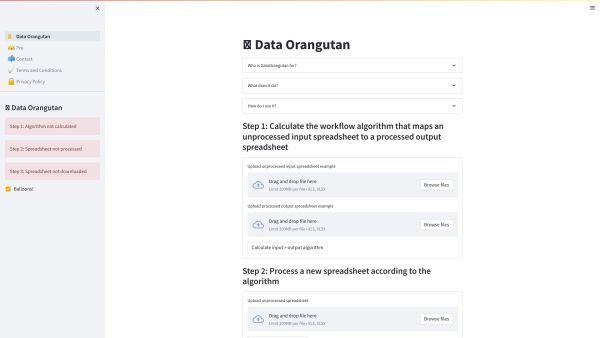 Data Orangutan
Pro
Contact
Terms and Conditions
Privacy Policy
Data Orangutan
Step 1: Algorithm not calculated
Step 2: Spreadsheet not processed
Step 3: Spreadsheet not downloaded
Balloons!
Data Orangutan
Who is DataOrangutan for?
What does it do?
How do I use it?
Step 1: Calculate the workflow algorithm that maps an
unprocessed input spreadsheet to a processed output
spreadsheet
Upload unprocessed input spreadsheet example
Drag and drop file here
Limit 200MB per file • XLS, XLSX
Browse files
Upload processed output spreadsheet example
Drag and drop file here
Limit 200MB per file • XLS, XLSX
Browse files
Calculate input > output algorithm
Step 2: Process a new spreadsheet according to the
algorithm
Upload unprocessed spreadsheet
Drag and drop file here
Limit 200MB per file • XLS, XLSX
Browse files